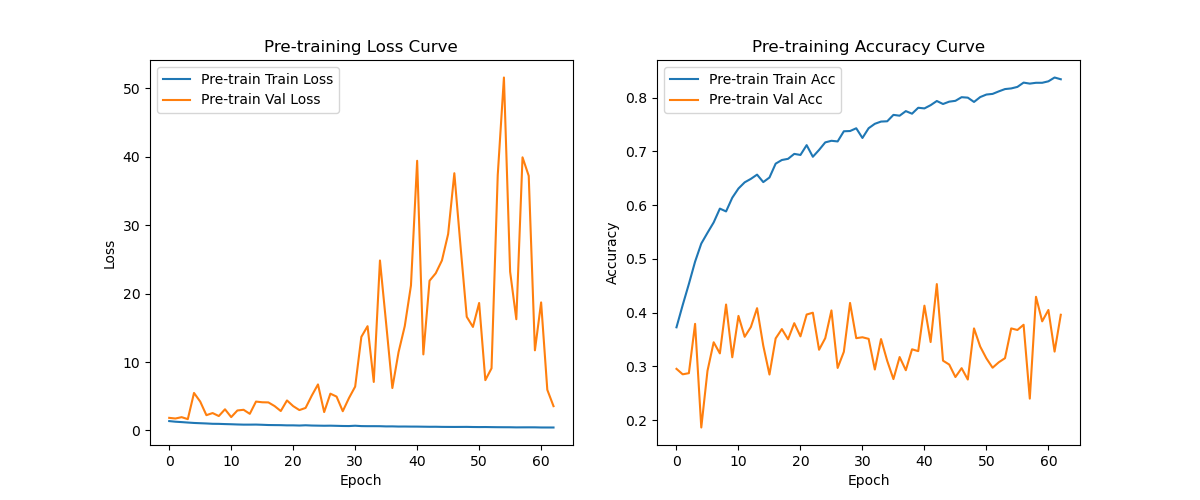 Pre-training Loss Curve
Pre-train Train Loss
Pre-train Val Loss
50
40
30
20
10
0
Loss
0 10 20 30 40 50 60
Epoch
Pre-training Accuracy Curve
Pre-train Train Acc
Pre-train Val Acc
0.8
0.7
0.6
0.5
0.4
0.3
0.2
Accuracy
0 10 20 30 40 50 60
Epoch